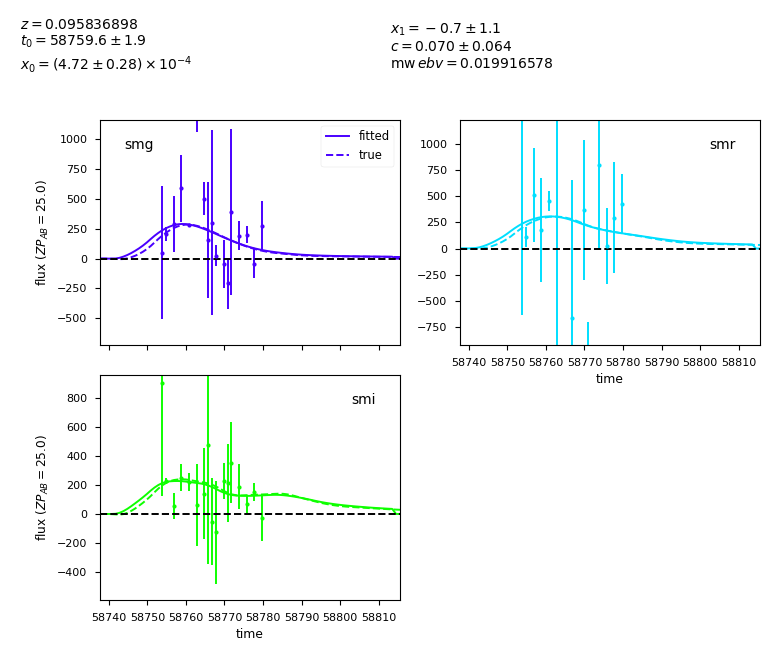 z = 0.095836898
t₀ = 58759.6 ± 1.9
x₀ = (4.72 ± 0.28) × 10⁻⁴
x₁ = −0.7 ± 1.1
c = 0.070 ± 0.064
mw ebv = 0.019916578
smg
fitted
true
1000
750
500
250
0
−250
−500
flux (ZP_AB = 25.0)
smr
1000
750
500
250
0
−250
−500
−750
58740 58750 58760 58770 58780 58790 58800 58810
time
smi
800
600
400
200
0
−200
−400
flux (ZP_AB = 25.0)
58740 58750 58760 58770 58780 58790 58800 58810
time